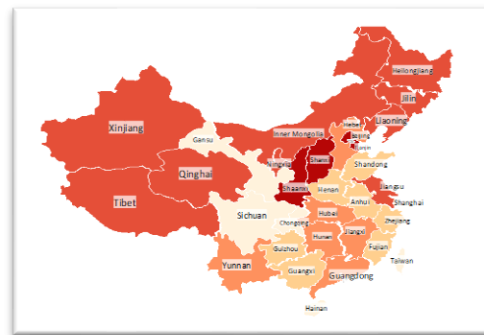 Heilongjiang
Jilin
Xinjiang
Liaoning
Gansu
Inner Mongolia
Hebei
Beijing
Ningxia
Shanxi
Shandong
Qinghai
Shaanxi
Henan
Jiangsu
Tibet
Anhui
Shanghai
Sichuan
Hubei
Chongqing
Zhejiang
Hunan
Jiangxi
Guizhou
Fujian
Yunnan
Taiwan
Guangxi
Guangdong
Hainan